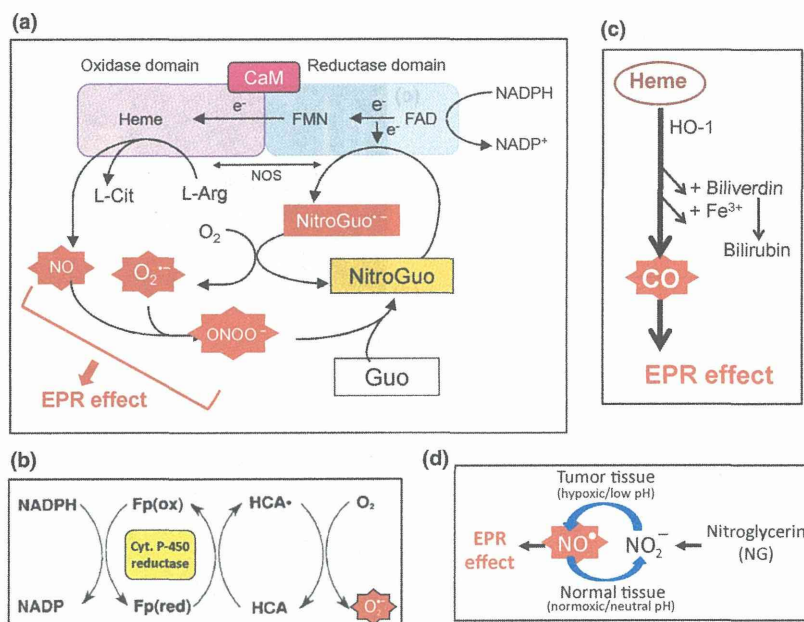 (a)
Oxidase domain
CaM
Reductase domain
Heme
e-
FMN
e-
FAD
e-
NADPH
NADP+
NOS
L-Cit
L-Arg
O2
NitroGuo•−
NO
O2•−
NitroGuo
ONOO−
Guo
EPR effect
(b)
NADPH
Fp(ox)
HCA•
O2
Cyt. P-450
reductase
NADP
Fp(red)
HCA
O2•−
(c)
Heme
HO-1
+ Biliverdin
+ Fe3+
Bilirubin
CO
EPR effect
(d)
Tumor tissue
(hypoxic/low pH)
EPR
effect
NO•
NO2−
Nitroglycerin
(NG)
Normal tissue
(normoxic/neutral pH)